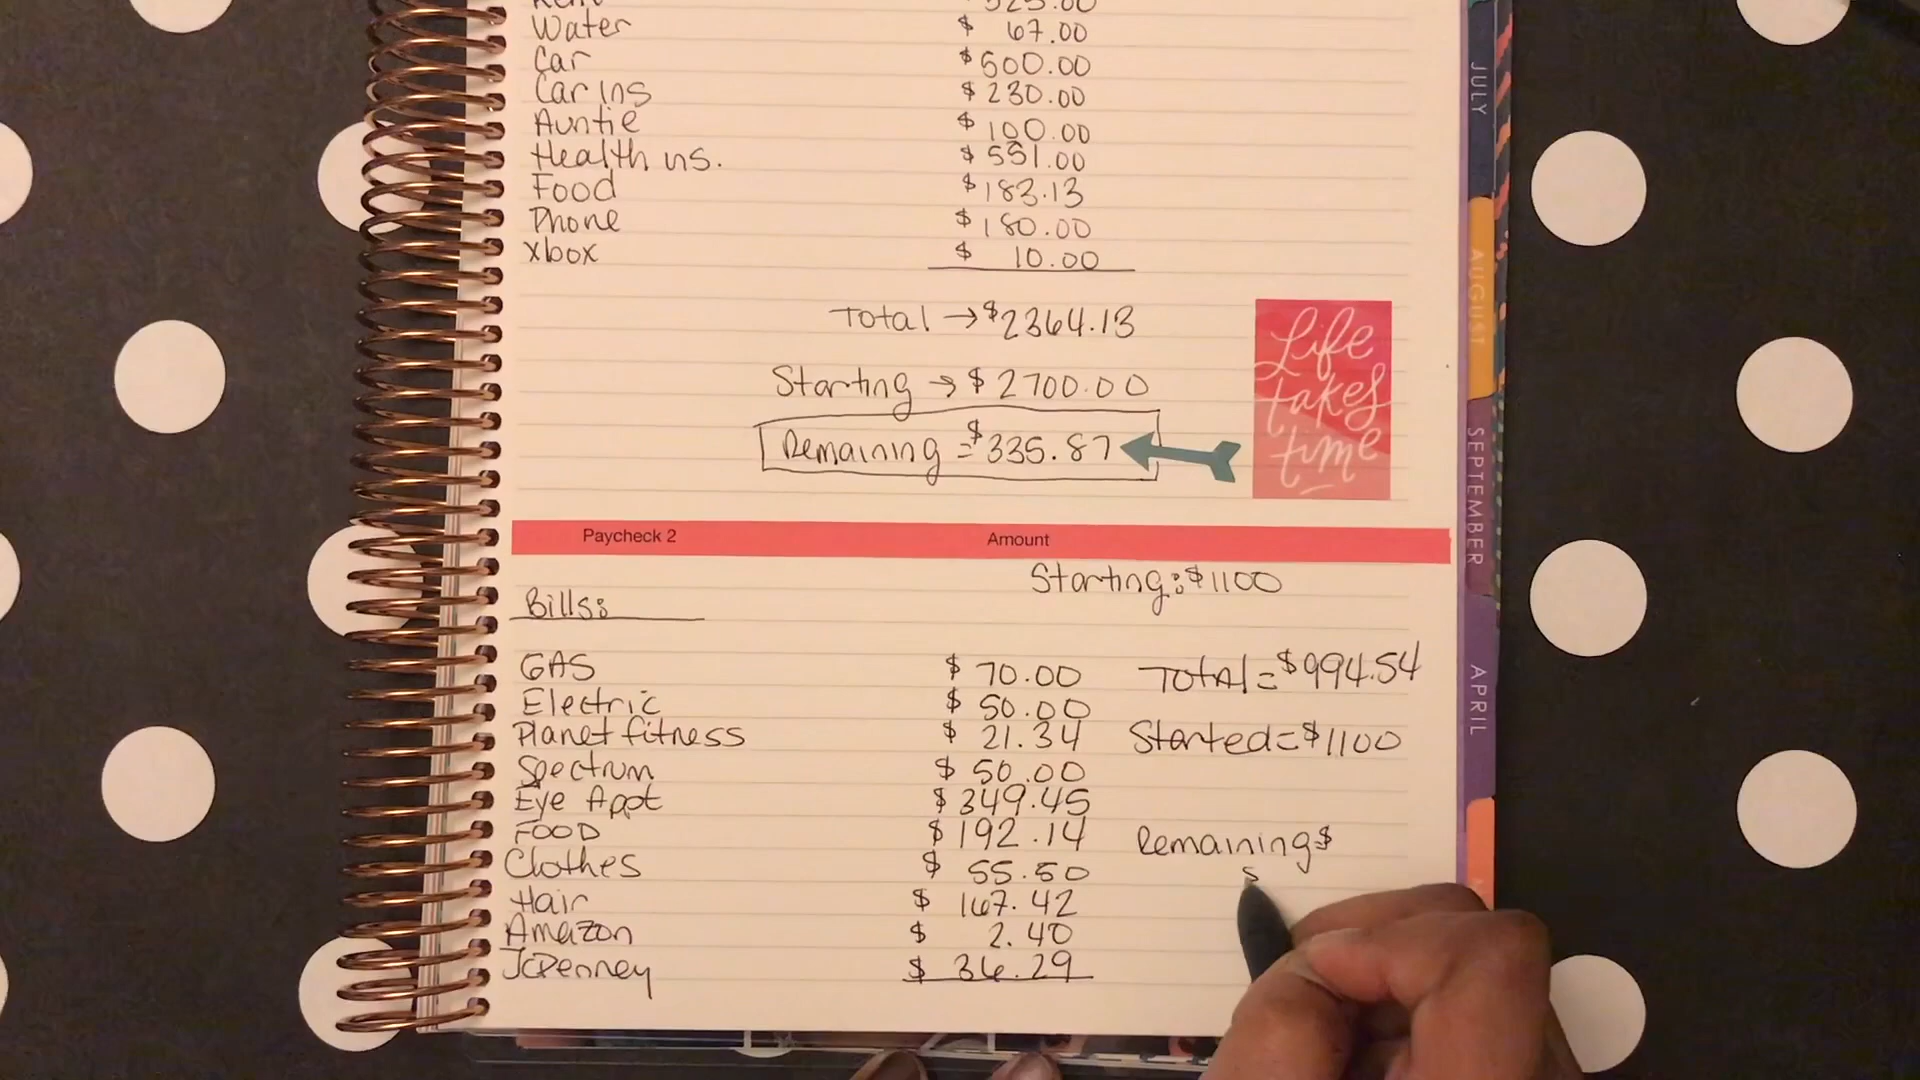 Rent $ 525.00
Water $ 67.00
Car $500.00
Car Ins $ 230.00
Auntie $ 100.00
Health ins. $ 551.00
Food $183.13
Phone $180.00
Xbox $ 10.00
Total → $2364.13
Starting → $ 2700.00
Remaining = $335.87
Life
takes
time
Paycheck 2 Amount
Starting: $1100
Bills:
GAS $ 70.00 Total = $994.54
Electric $ 50.00
Planet fitness $ 21.34 Started = $1100
Spectrum $ 50.00
Eye Appt $ 349.45
FOOD $ 192.14 Remaining $
Clothes $ 55.50
Hair $ 167.42
Amazon $ 2.40
JCPenney $ 36.29
JULY
AUGUST
SEPTEMBER
APRIL